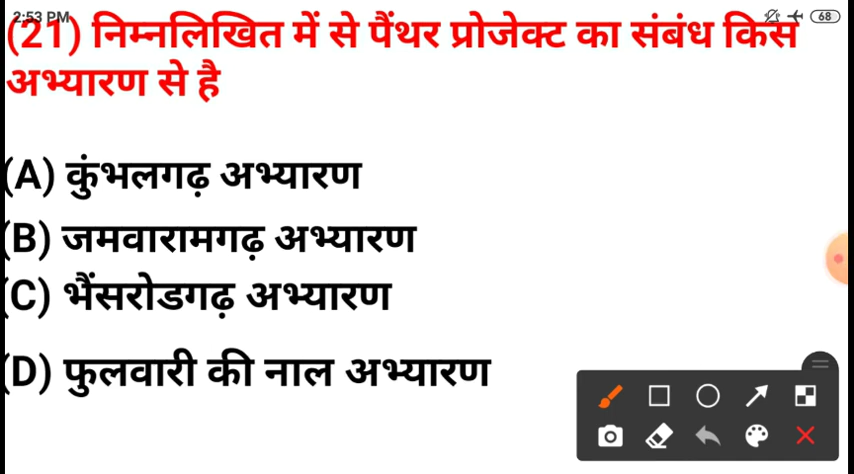 2:53 PM
68
(21) निम्नलिखित में से पैंथर प्रोजेक्ट का संबंध किस
अभ्यारण से है
(A) कुंभलगढ़ अभ्यारण
(B) जमवारामगढ़ अभ्यारण
(C) भैंसरोडगढ़ अभ्यारण
(D) फुलवारी की नाल अभ्यारण